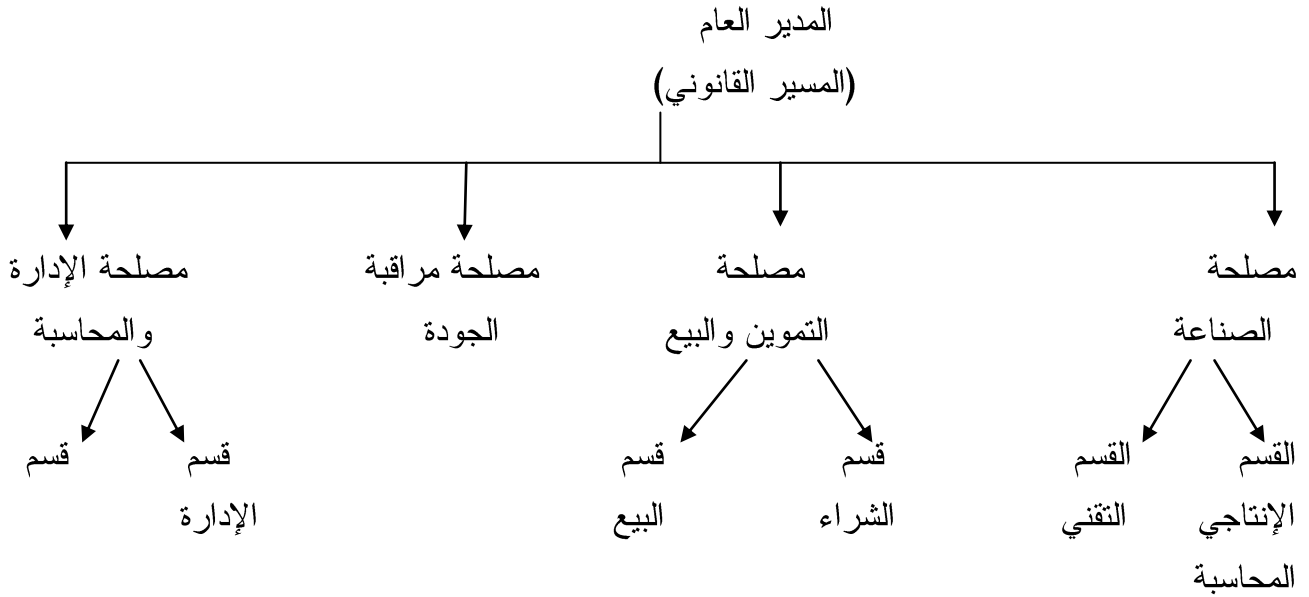 المدير العام
(المسير القانوني)
مصلحة مصلحة مصلحة مراقبة مصلحة الإدارة
الصناعة التموين والبيع الجودة والمحاسبة
القسم القسم قسم قسم قسم قسم
الإنتاجي التقني الشراء البيع الإدارة
المحاسبة